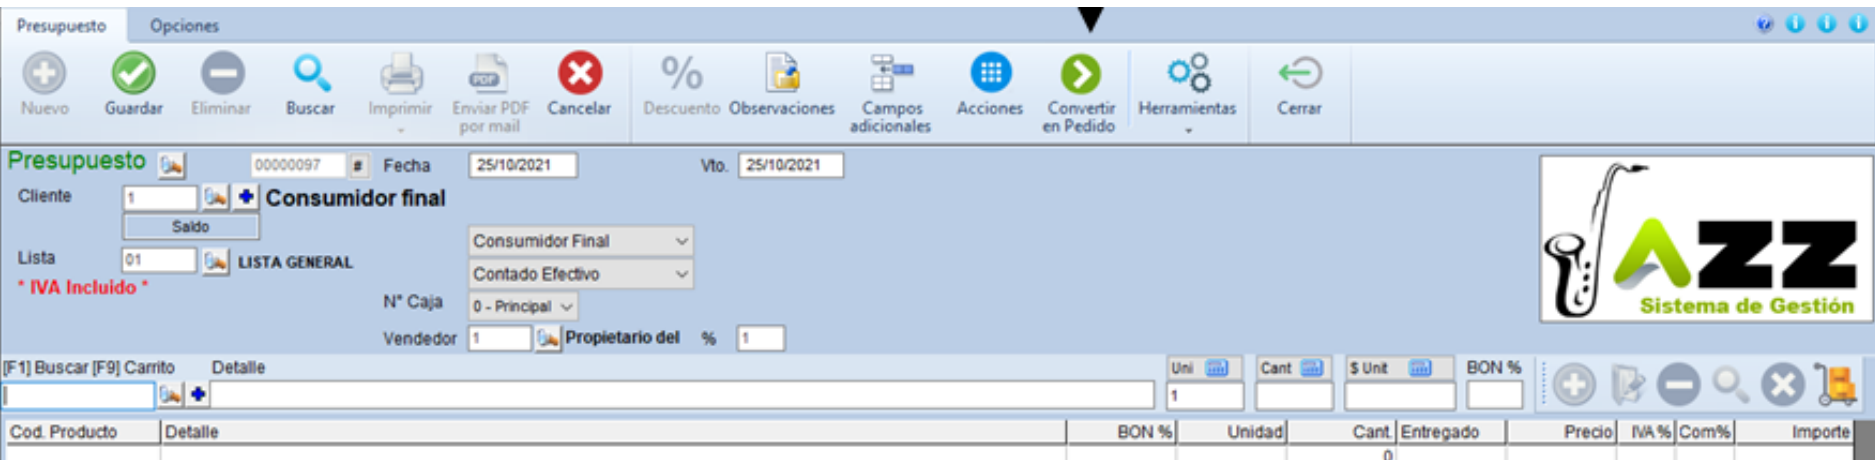 Presupuesto Opciones
Nuevo Guardar Eliminar Buscar Imprimir Enviar PDF por mail Cancelar Descuento Observaciones Campos adicionales Acciones Convertir en Pedido Herramientas Cerrar
Presupuesto 00000097 # Fecha 25/10/2021 Vto. 25/10/2021
Cliente 1 Consumidor final
Saldo
Consumidor Final
Lista 01 LISTA GENERAL
Contado Efectivo
* IVA Incluido *
N° Caja 0 - Principal
Vendedor 1 Propietario del % 1
AZZ
Sistema de Gestión
[F1] Buscar [F9] Carrito Detalle Uni Cant $ Unit BON %
1
Cod. Producto Detalle BON % Unidad Cant. Entregado Precio IVA % Com% Importe
0